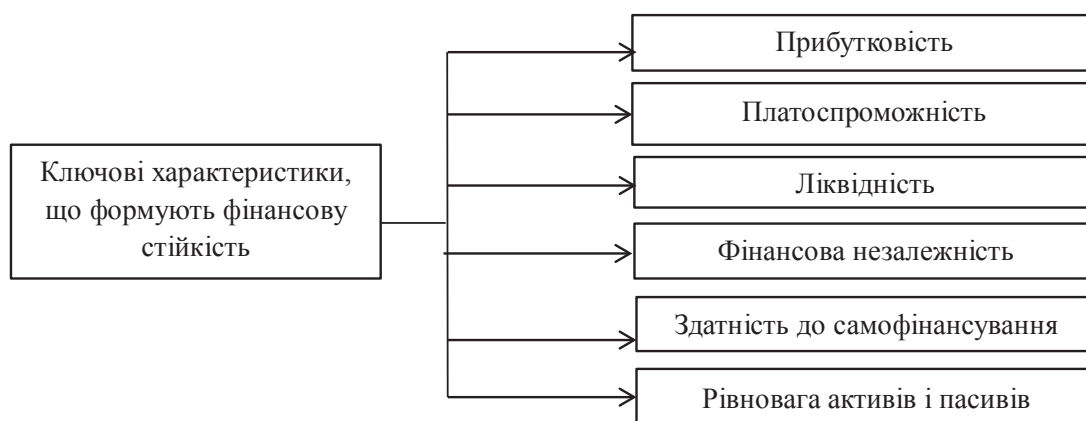 Ключові характеристики,
що формують фінансову
стійкість
Прибутковість
Платоспроможність
Ліквідність
Фінансова незалежність
Здатність до самофінансування
Рівновага активів і пасивів